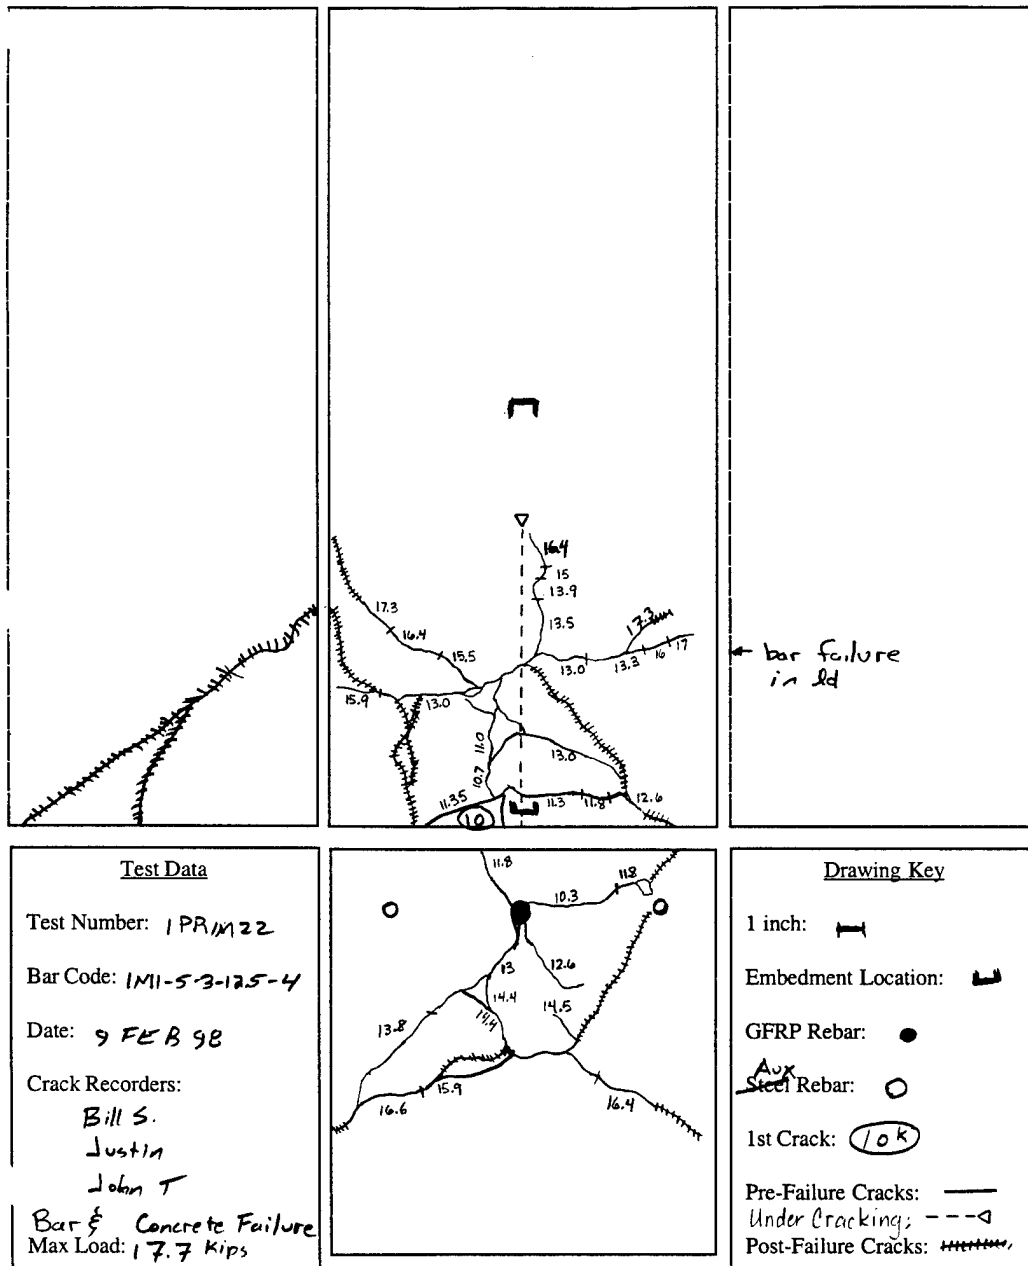 16.4
15
13.9
17.3
13.5
17.3
16.4
15.5
13.0
13.3
16
17
bar failure
in ld
15.9
13.0
11.0
13.0
10.7
11.35
11.3
11.8
12.6
10
Test Data
Test Number: 1PRIM22
Bar Code: 1M1-5-3-12.5-4
Date: 9 FEB 98
Crack Recorders:
Bill S.
Justin
John T
Bar & Concrete Failure
Max Load: 17.7 Kips
11.8
11.8
10.3
13
12.6
14.4
14.5
14.4
13.8
15.9
16.6
16.4
Drawing Key
1 inch:
Embedment Location:
GFRP Rebar:
Aux
Steel Rebar:
1st Crack: 10 k
Pre-Failure Cracks:
Under Cracking:
Post-Failure Cracks: